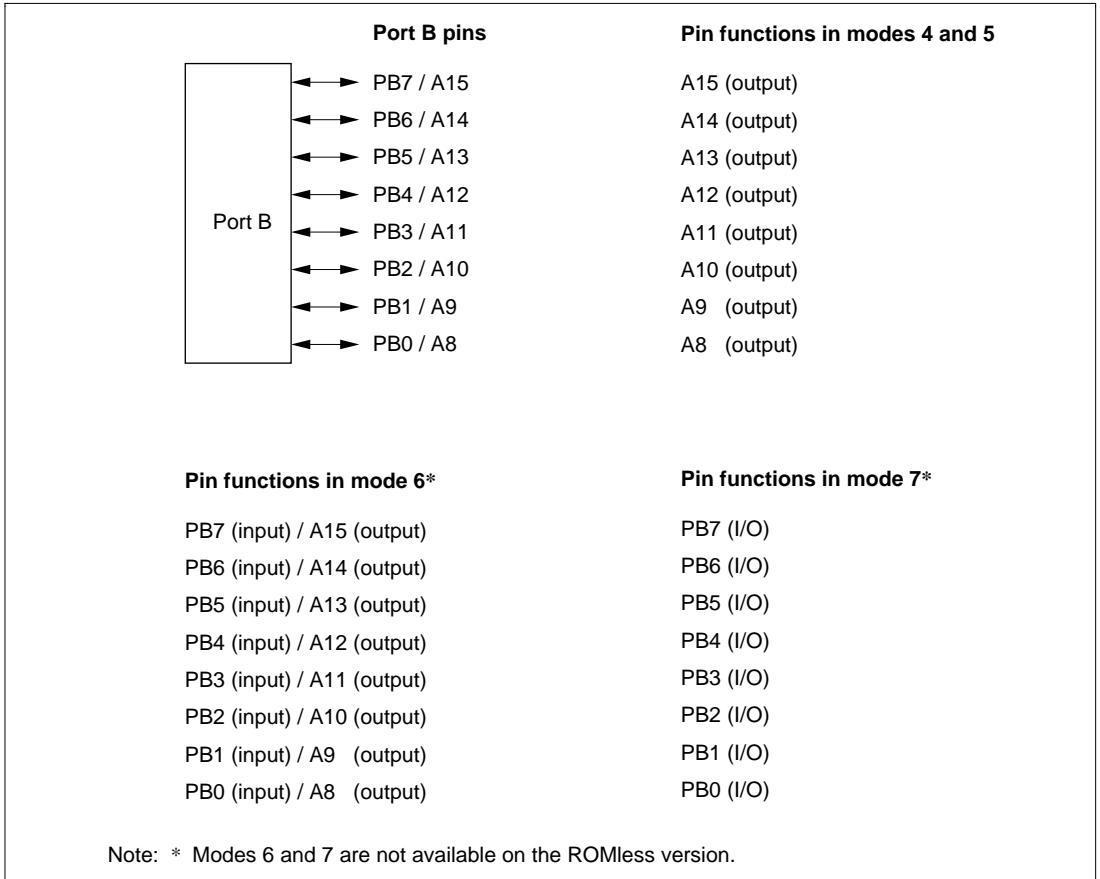 Port B pins
Pin functions in modes 4 and 5
Port B
PB7 / A15
A15 (output)
PB6 / A14
A14 (output)
PB5 / A13
A13 (output)
PB4 / A12
A12 (output)
PB3 / A11
A11 (output)
PB2 / A10
A10 (output)
PB1 / A9
A9 (output)
PB0 / A8
A8 (output)
Pin functions in mode 6*
PB7 (input) / A15 (output)
PB6 (input) / A14 (output)
PB5 (input) / A13 (output)
PB4 (input) / A12 (output)
PB3 (input) / A11 (output)
PB2 (input) / A10 (output)
PB1 (input) / A9 (output)
PB0 (input) / A8 (output)
Pin functions in mode 7*
PB7 (I/O)
PB6 (I/O)
PB5 (I/O)
PB4 (I/O)
PB3 (I/O)
PB2 (I/O)
PB1 (I/O)
PB0 (I/O)
Note: * Modes 6 and 7 are not available on the ROMless version.